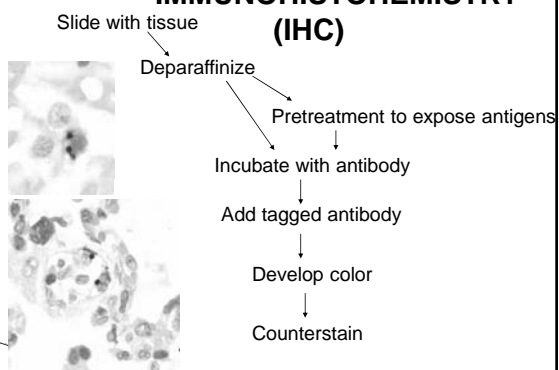 IMMUNOHISTOCHEMISTRY
(IHC)
Slide with tissue
Deparaffinize
Pretreatment to expose antigens
Incubate with antibody
Add tagged antibody
Develop color
Counterstain